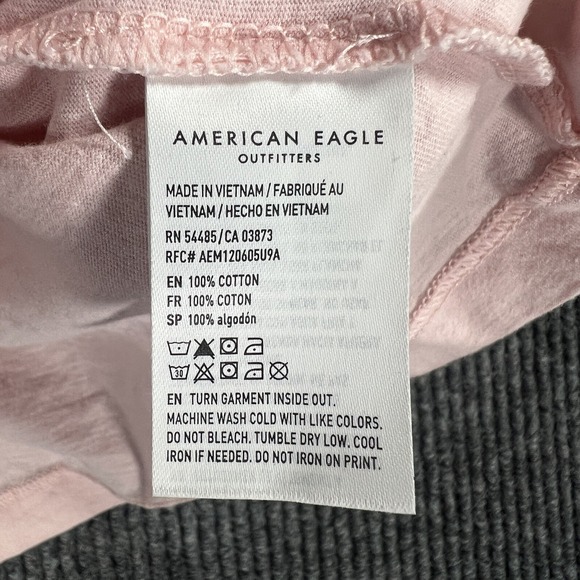 AMERICAN EAGLE
OUTFITTERS
MADE IN VIETNAM / FABRIQUÉ AU
VIETNAM / HECHO EN VIETNAM
RN 54485/CA 03873
RFC# AEM120605U9A
EN 100% COTTON
FR 100% COTON
SP 100% algodón
30
EN TURN GARMENT INSIDE OUT.
MACHINE WASH COLD WITH LIKE COLORS.
DO NOT BLEACH. TUMBLE DRY LOW. COOL
IRON IF NEEDED. DO NOT IRON ON PRINT.